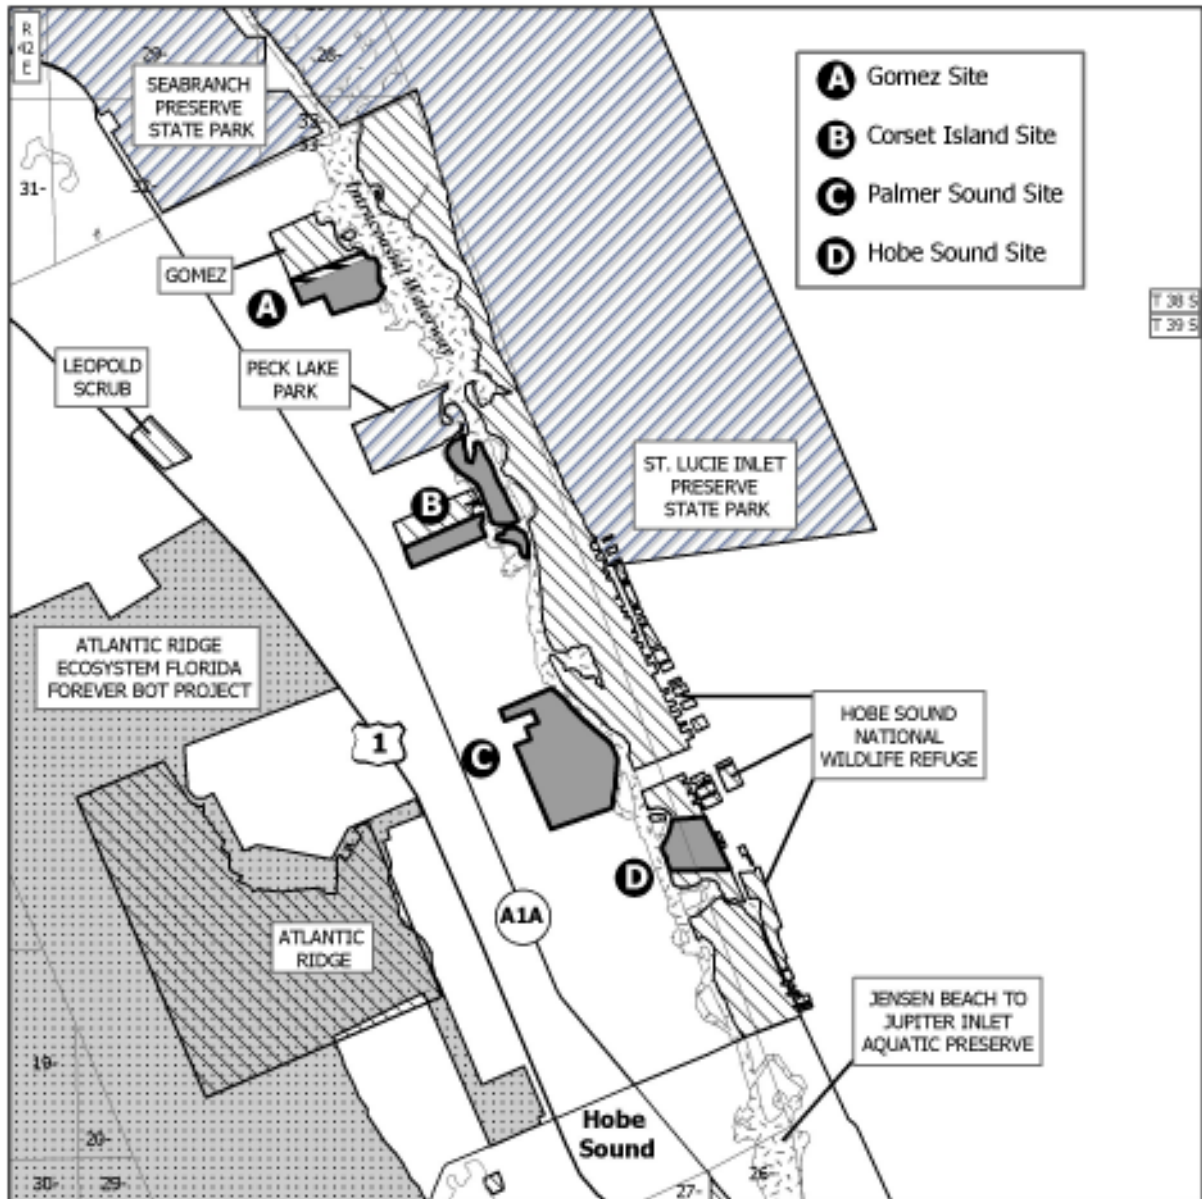 R
42
E
29-
28-
SEABRANCH
PRESERVE
STATE PARK
33-
31-
32-
A Gomez Site
B Corset Island Site
C Palmer Sound Site
D Hobe Sound Site
T 38 S
T 39 S
Intracoastal Waterway
GOMEZ
A
LEOPOLD
SCRUB
PECK LAKE
PARK
B
ST. LUCIE INLET
PRESERVE
STATE PARK
ATLANTIC RIDGE
ECOSYSTEM FLORIDA
FOREVER BOT PROJECT
1
C
HOBE SOUND
NATIONAL
WILDLIFE REFUGE
D
A1A
ATLANTIC
RIDGE
JENSEN BEACH TO
JUPITER INLET
AQUATIC PRESERVE
19-
Hobe
Sound
20-
30-
29-
27-
26-